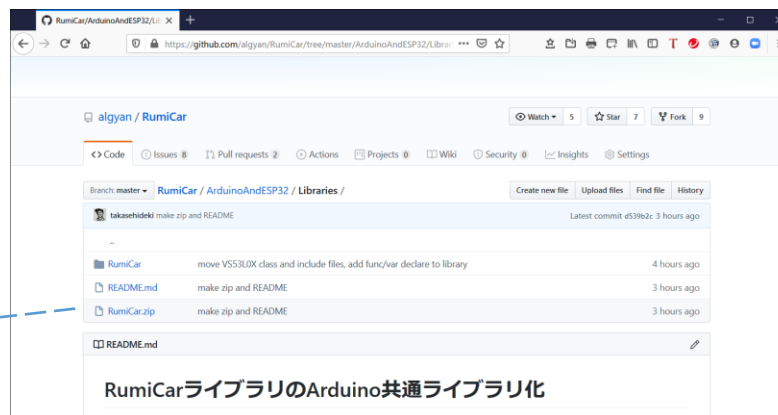 RumiCar/ArduinoAndESP32/Lib
https://github.com/algyan/RumiCar/tree/master/ArduinoAndESP32/Librar
algyan / RumiCar
Watch 5 Star 7 Fork 9
Code Issues 8 Pull requests 2 Actions Projects 0 Wiki Security 0 Insights Settings
Branch: master RumiCar / ArduinoAndESP32 / Libraries / Create new file Upload files Find file History
takasehideki make zip and README Latest commit d539b2c 3 hours ago
..
RumiCar move VS53L0X class and include files, add func/var declare to library 4 hours ago
README.md make zip and README 3 hours ago
RumiCar.zip make zip and README 3 hours ago
README.md
RumiCarライブラリのArduino共通ライブラリ化